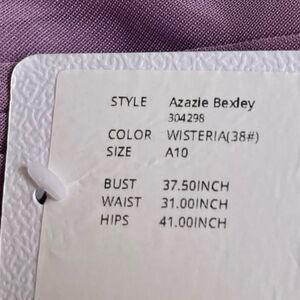 STYLE Azazie Bexley
304298
COLOR WISTERIA(38#)
SIZE A10
BUST 37.50INCH
WAIST 31.00INCH
HIPS 41.00INCH